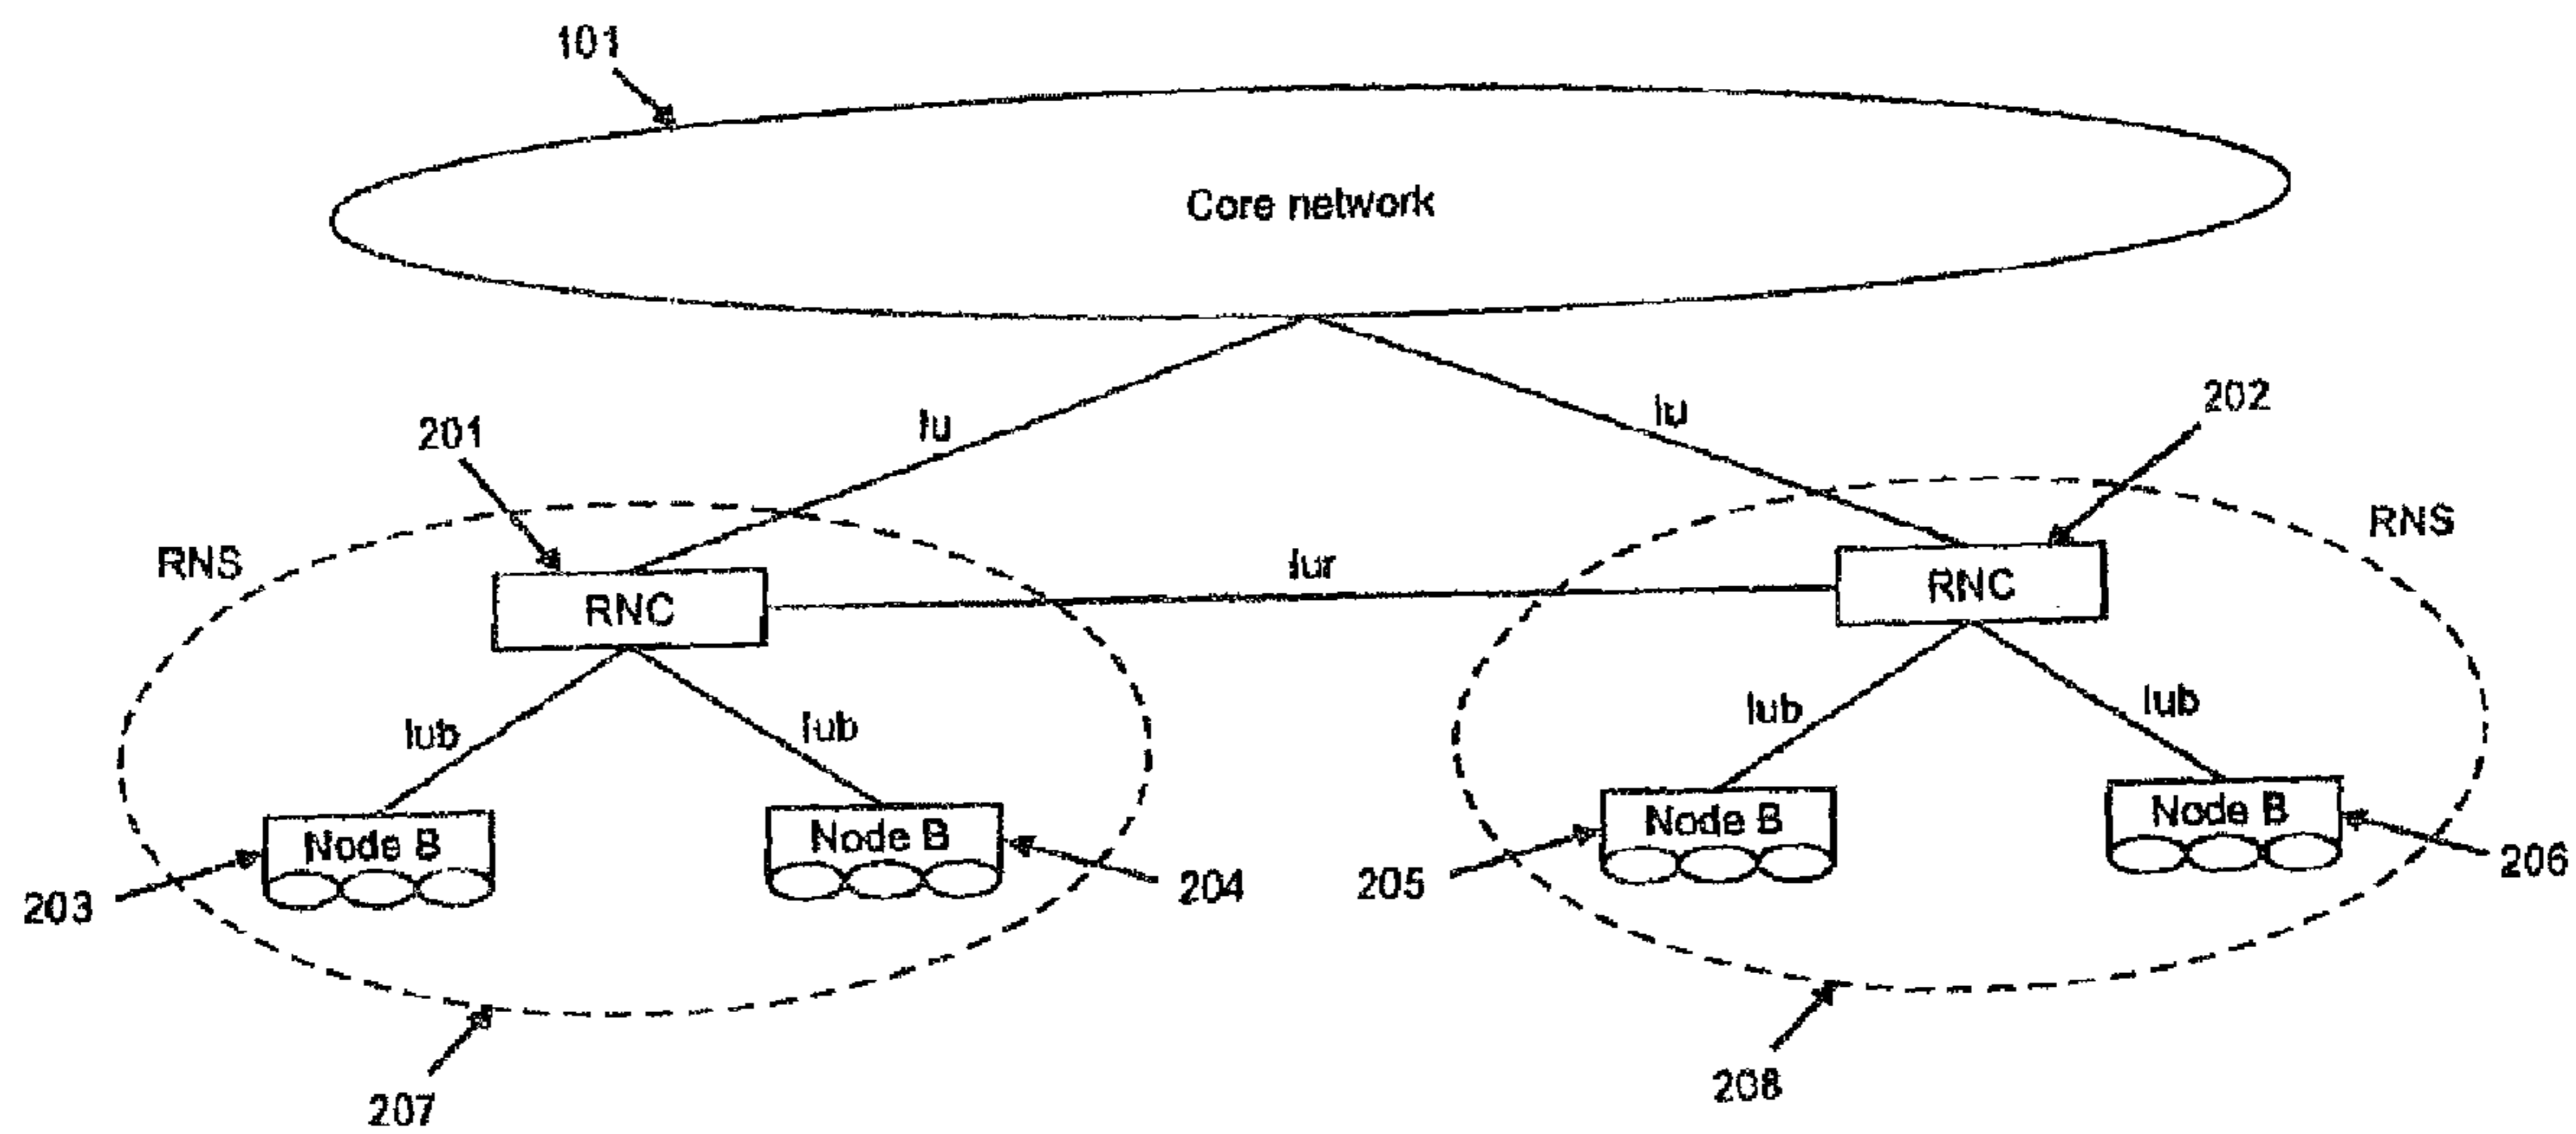 101
Core network
Iu
Iu
201
202
RNS
RNS
RNC
Iur
RNC
Iub
Iub
Iub
Iub
Node B
Node B
Node B
Node B
203
204
205
206
207
208